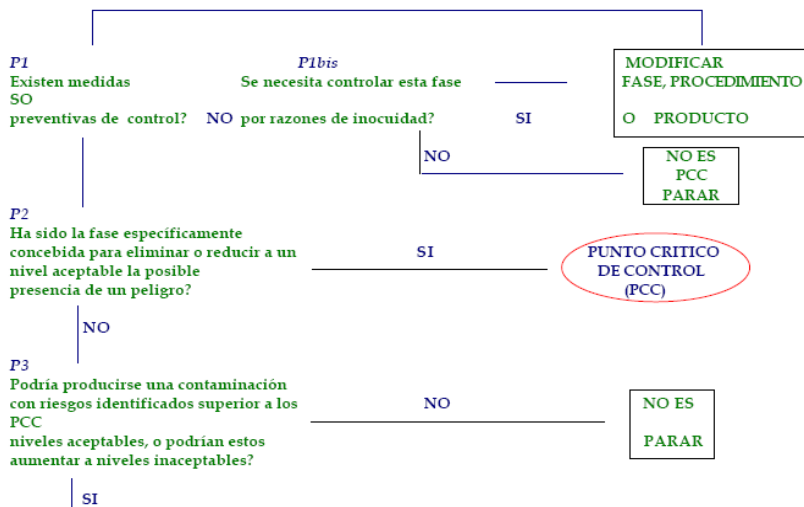 P1
Existen medidas
SO
preventivas de control?
NO
P1bis
Se necesita controlar esta fase
por razones de inocuidad?
SI
MODIFICAR
FASE, PROCEDIMIENTO
O PRODUCTO
NO
NO ES
PCC
PARAR
P2
Ha sido la fase específicamente
concebida para eliminar o reducir a un
nivel aceptable la posible
presencia de un peligro?
SI
PUNTO CRITICO
DE CONTROL
(PCC)
NO
P3
Podría producirse una contaminación
con riesgos identificados superior a los
PCC
niveles aceptables, o podrían estos
aumentar a niveles inaceptables?
NO
NO ES
PARAR
SI